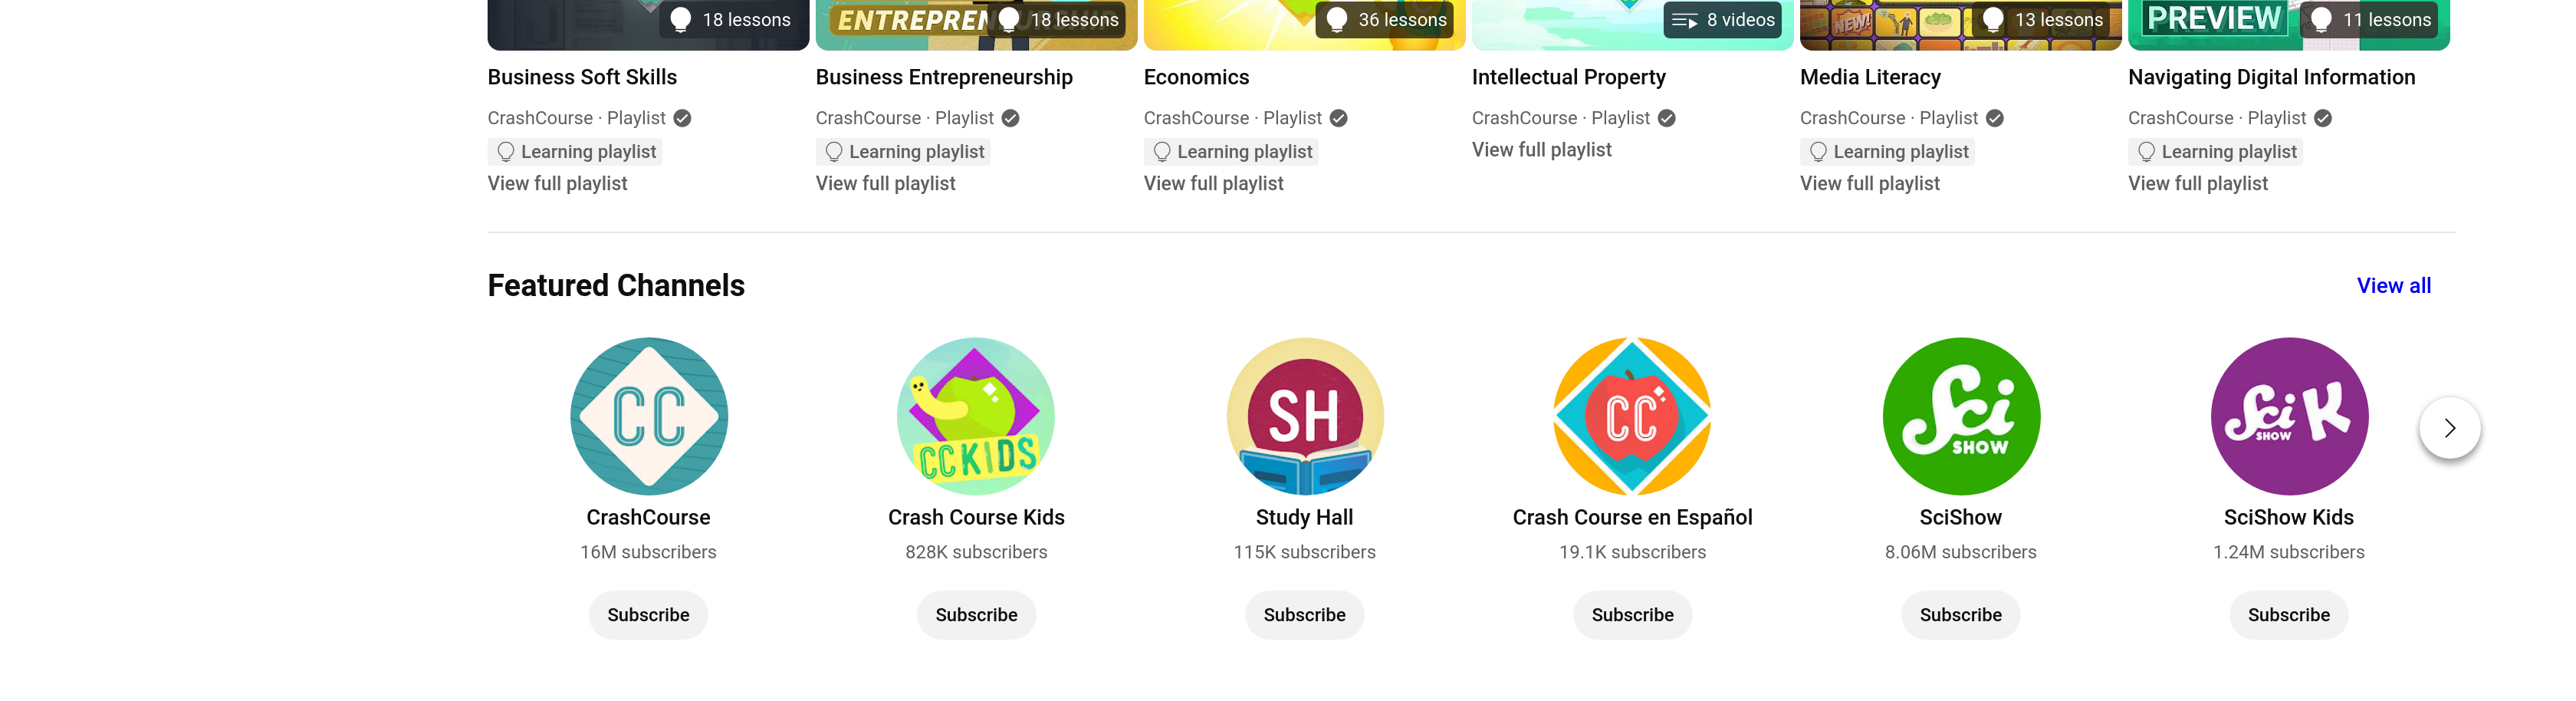 18 lessons
ENTREPRENEURSHIP
18 lessons
36 lessons
8 videos
NEW!
13 lessons
PREVIEW
11 lessons
Business Soft Skills
CrashCourse · Playlist
Learning playlist
View full playlist
Business Entrepreneurship
CrashCourse · Playlist
Learning playlist
View full playlist
Economics
CrashCourse · Playlist
Learning playlist
View full playlist
Intellectual Property
CrashCourse · Playlist
View full playlist
Media Literacy
CrashCourse · Playlist
Learning playlist
View full playlist
Navigating Digital Information
CrashCourse · Playlist
Learning playlist
View full playlist
Featured Channels
View all
CC
CrashCourse
16M subscribers
Subscribe
CC KIDS
Crash Course Kids
828K subscribers
Subscribe
SH
Study Hall
115K subscribers
Subscribe
CC
Crash Course en Español
19.1K subscribers
Subscribe
Sci
SHOW
SciShow
8.06M subscribers
Subscribe
Sci K
SHOW
SciShow Kids
1.24M subscribers
Subscribe